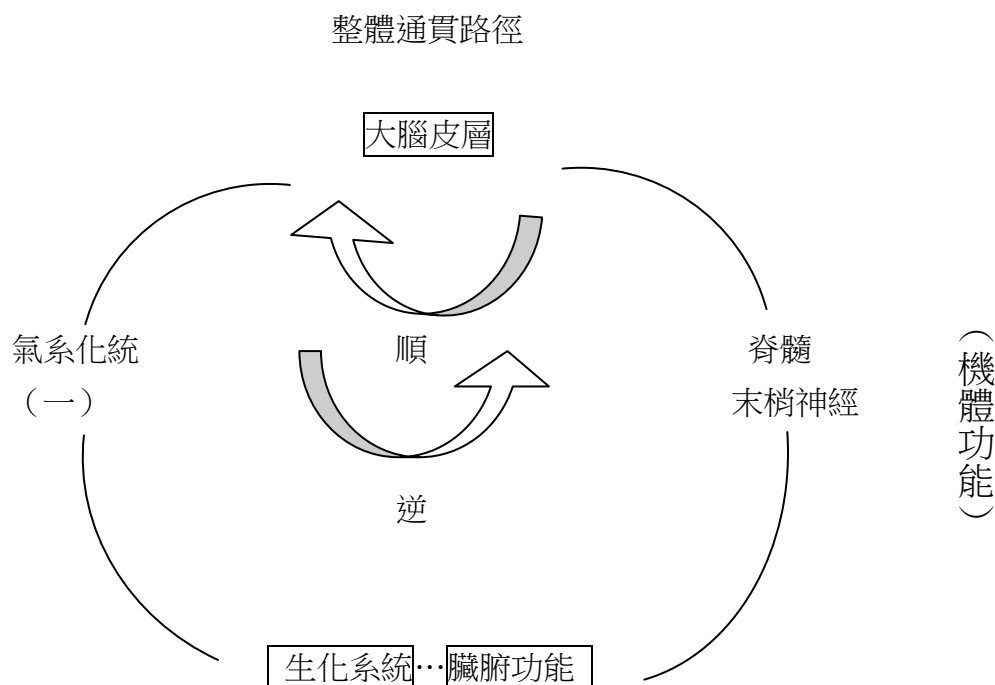 整體通貫路徑
大腦皮層
氣系化統
（一）
順
脊髓
末梢神經
（機體功能）
逆
生化系統…臟腑功能